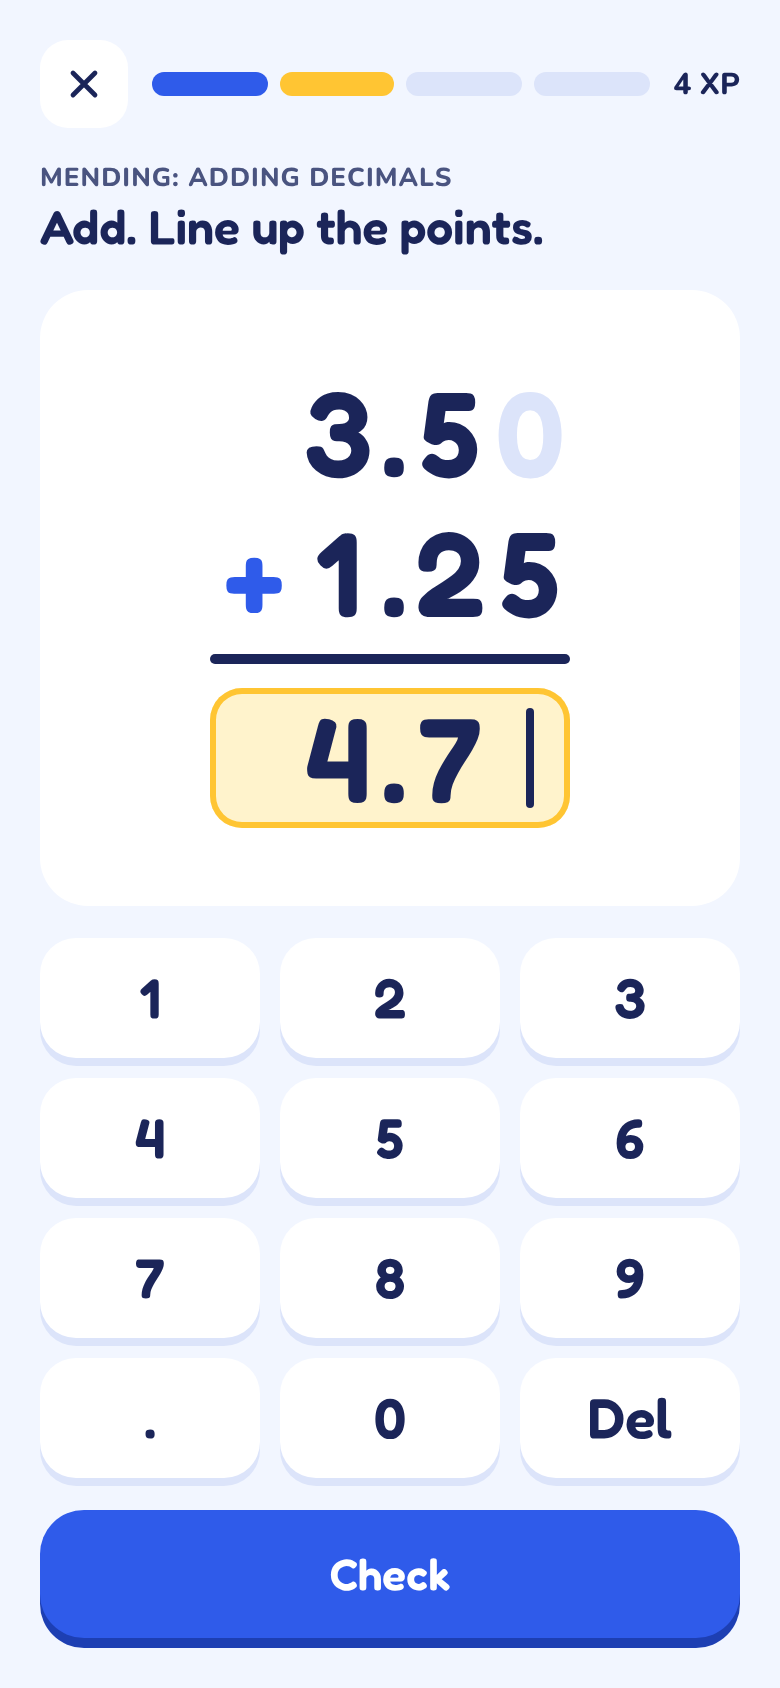 4 XP
MENDING: ADDING DECIMALS
Add. Line up the points.
3.50
+ 1.25
4.7
1 2 3
4 5 6
7 8 9
. 0 Del
Check